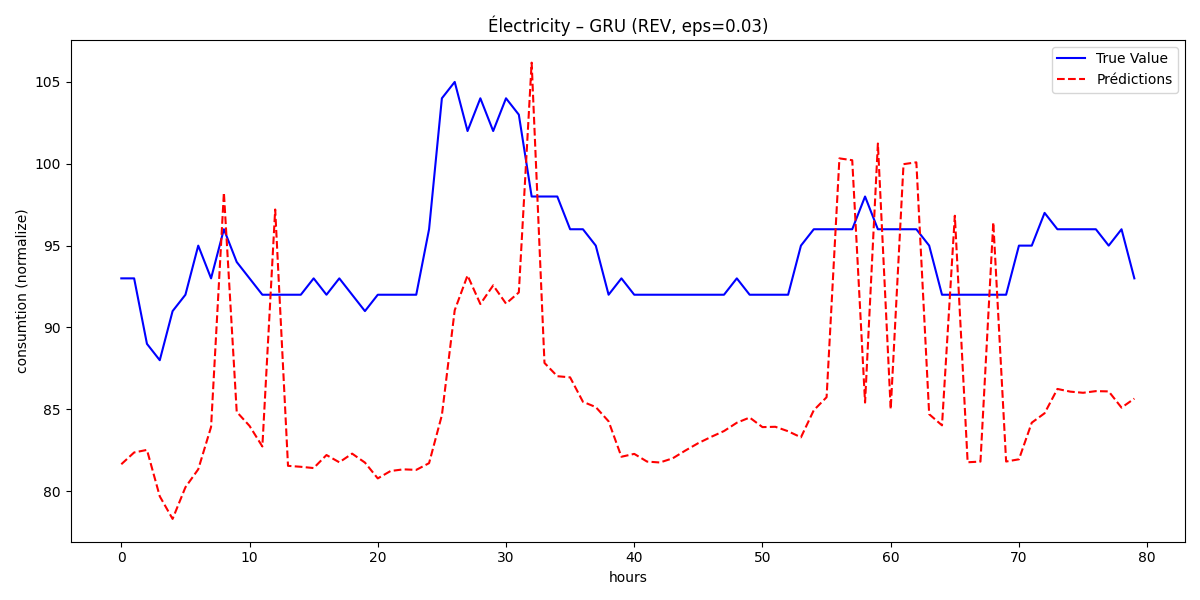 Électricity – GRU (REV, eps=0.03)
True Value
Prédictions
consumtion (normalize)
105
100
95
90
85
80
0 10 20 30 40 50 60 70 80
hours